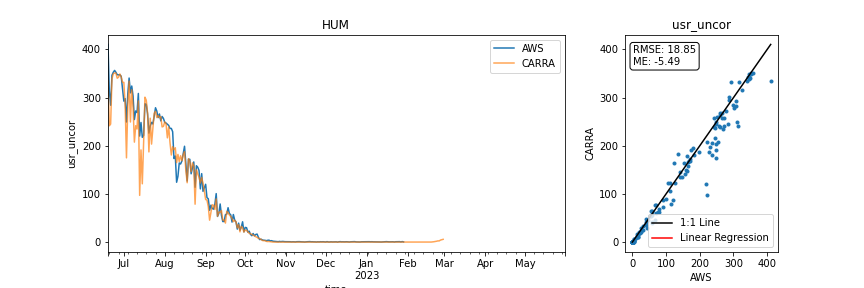 HUM
usr_uncor
400
300
200
100
0
AWS
CARRA
Jul Aug Sep Oct Nov Dec Jan Feb Mar Apr May
2023
time
usr_uncor
CARRA
400
300
200
100
0
RMSE: 18.85
ME: -5.49
1:1 Line
Linear Regression
0 100 200 300 400
AWS